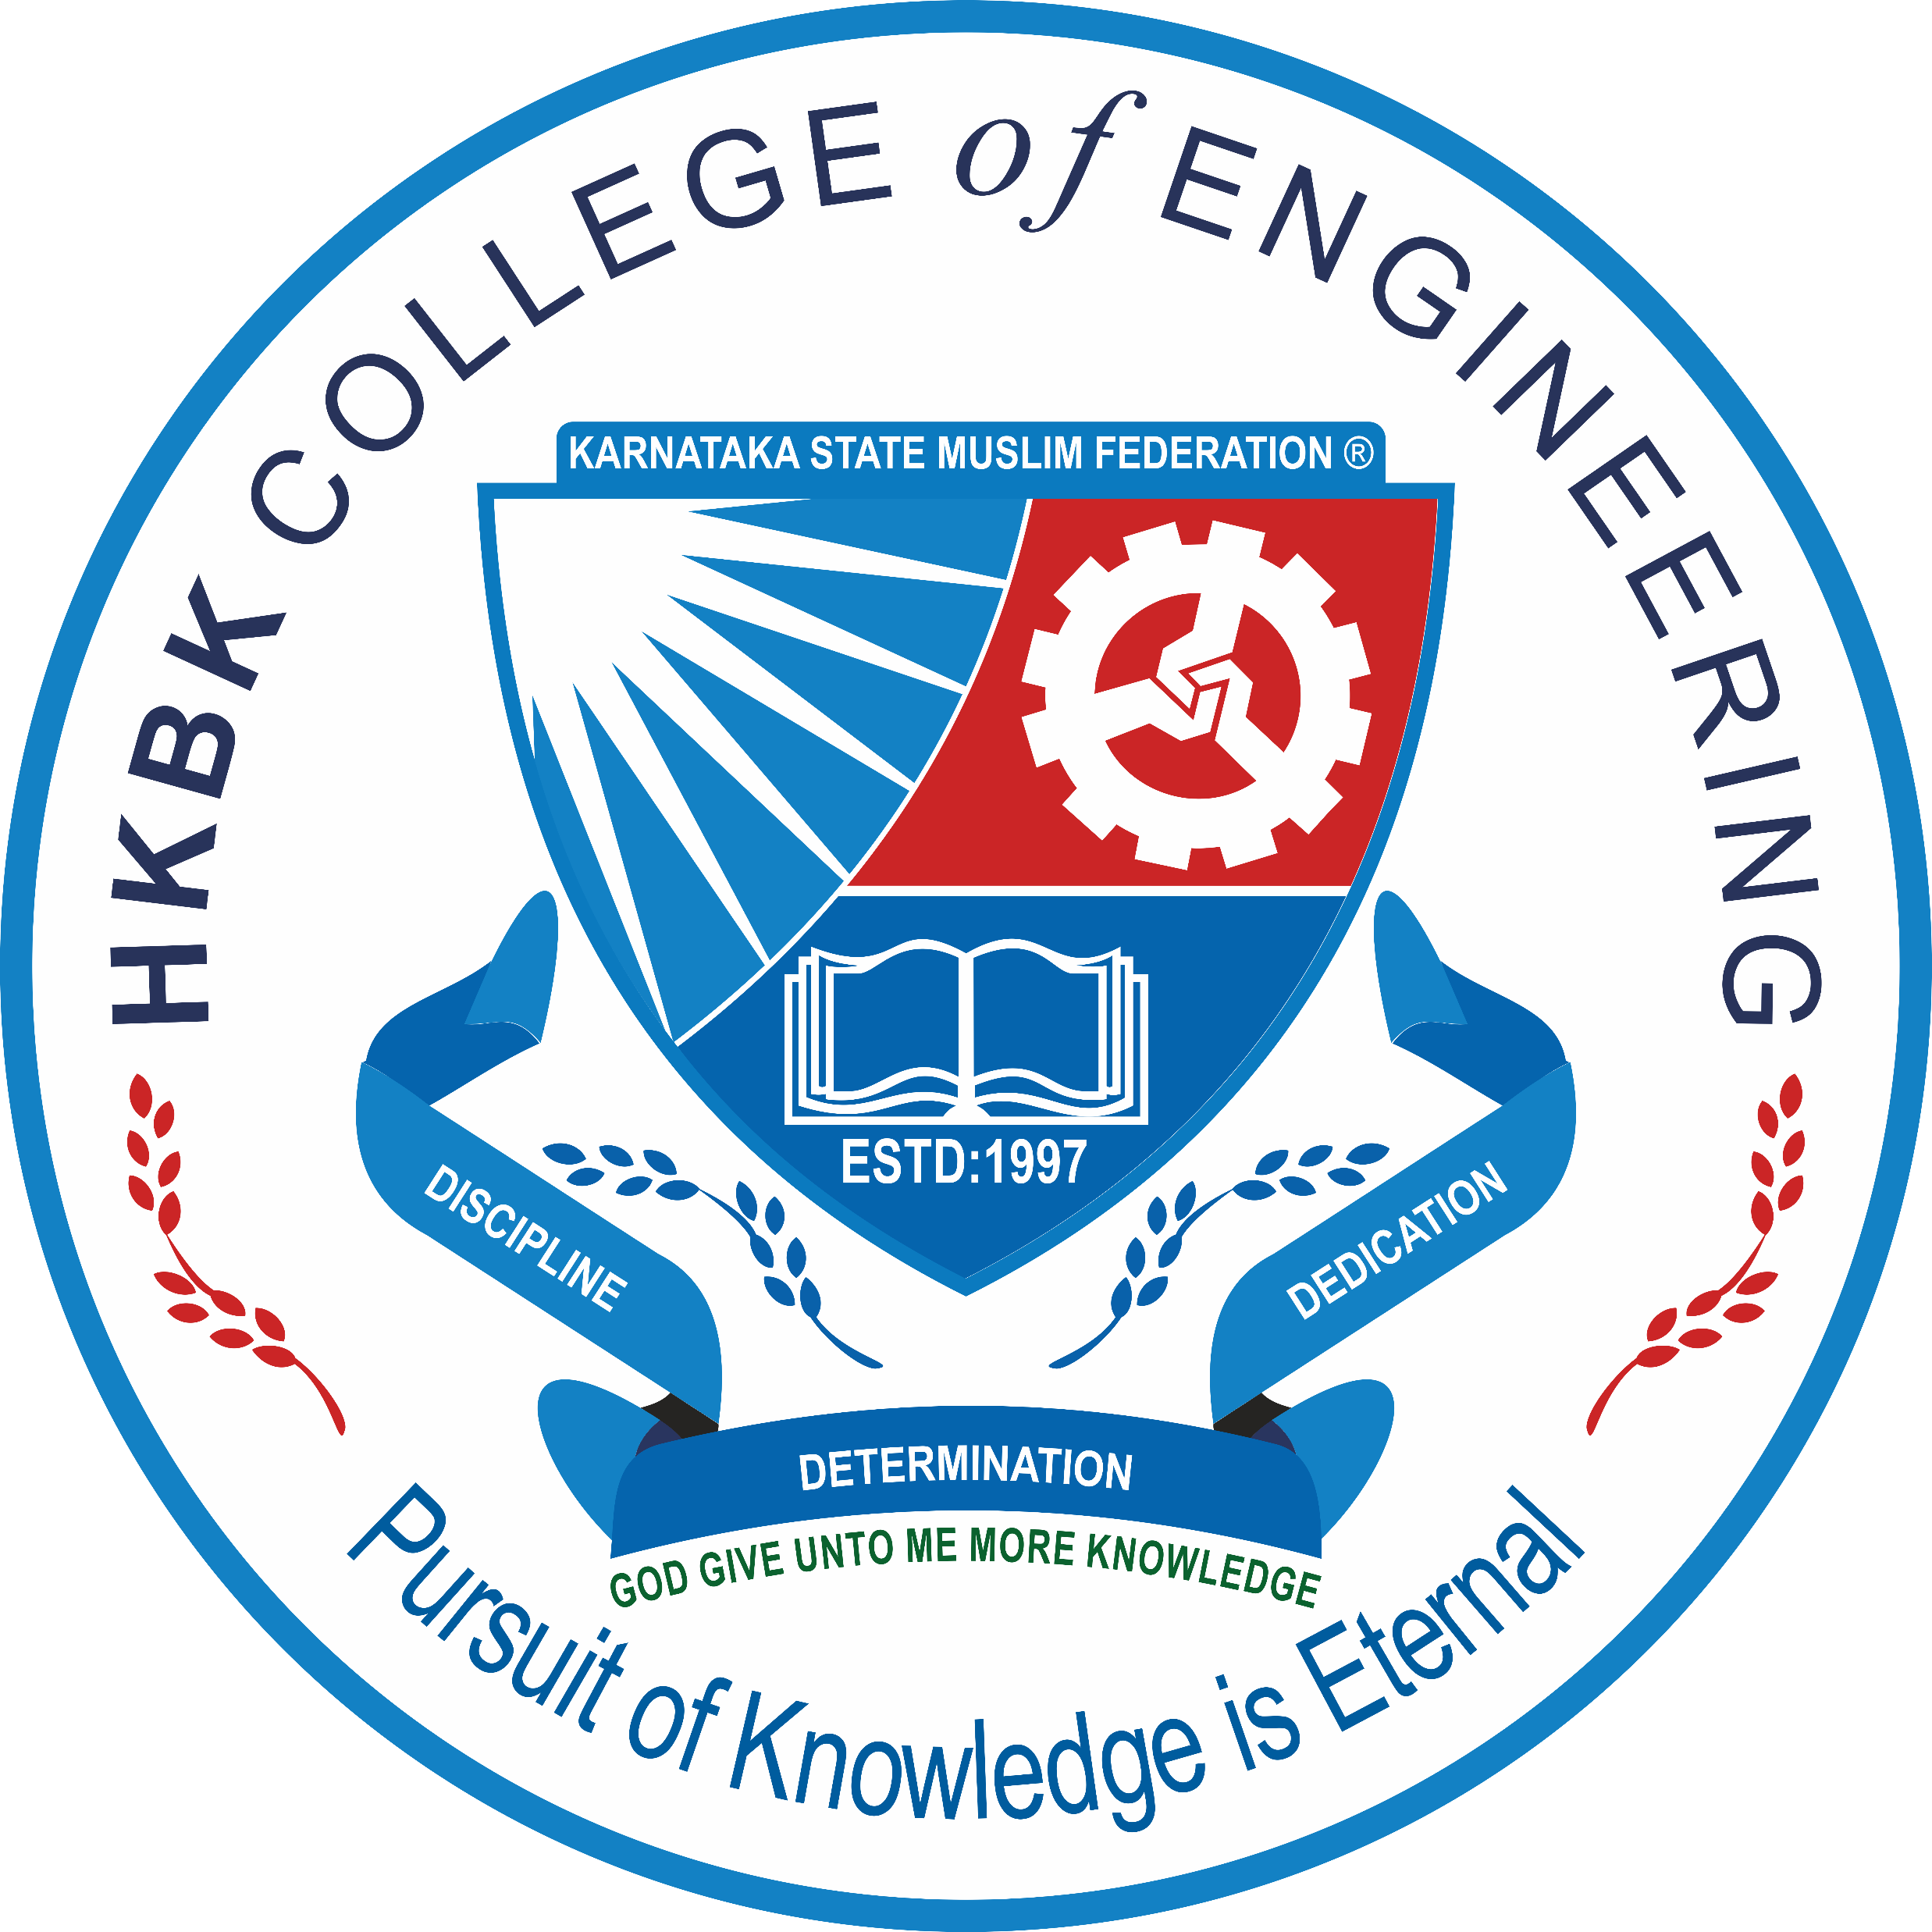 HKBK COLLEGE of ENGINEERING
KARNATAKA STATE MUSLIM FEDERATION ®
ESTD:1997
DISCIPLINE
DEDICATION
DETERMINATION
GOD GIVE UNTO ME MORE KNOWLEDGE
Pursuit of Knowledge is Eternal